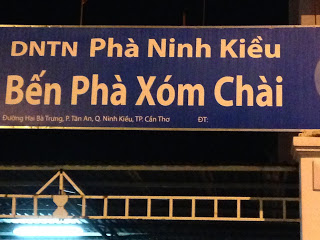 DNTN Phà Ninh Kiều
Bến Phà Xóm Chài
Đường Hai Bà Trưng, P. Tân An, Q. Ninh Kiều, TP. Cần Thơ ĐT: